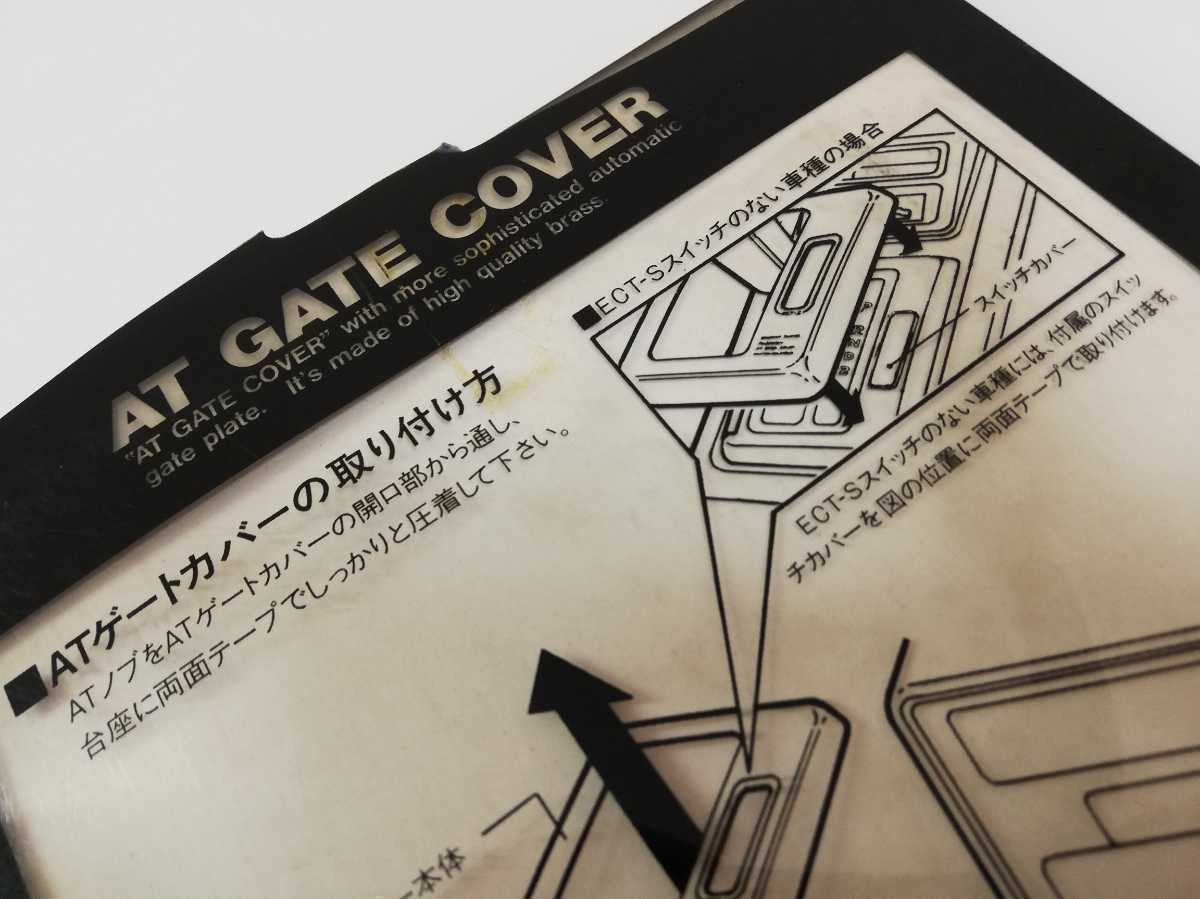 AT GATE COVER
"AT GATE COVER" with more sophisticated automatic
gate plate. It's made of high quality brass.
■ATゲートカバーの取り付け方
ATノブをATゲートカバーの開口部から通し、
台座に両面テープでしっかりと圧着して下さい。
■ECT-Sスイッチのない車種の場合
スイッチカバー
ECT-Sスイッチのない車種には、付属のスイッ
チカバーを図の位置に両面テープで取り付けます。
ー本体